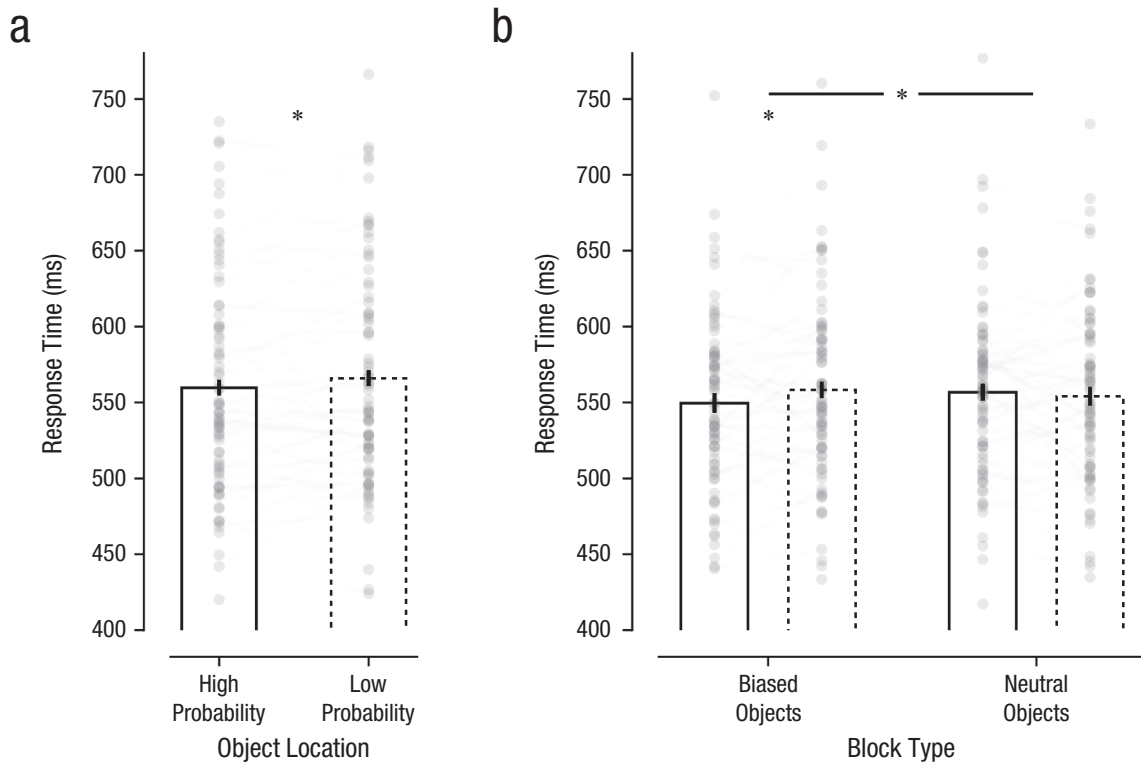 a
Response Time (ms)
750
700
650
600
550
500
450
400
*
High
Probability
Low
Probability
Object Location
b
Response Time (ms)
750
700
650
600
550
500
450
400
*
*
Biased
Objects
Neutral
Objects
Block Type